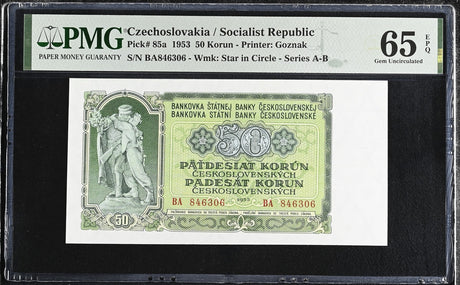 PMG
PAPER MONEY GUARANTY
Czechoslovakia / Socialist Republic
Pick# 85a 1953 50 Korun - Printer: Goznak
S/N BA846306 - Wmk: Star in Circle - Series A-B
65 EPQ
Gem Uncirculated
BANKOVKA ŠTÁTNEJ BANKY ČESKOSLOVENSKEJ
BANKOVKA STÁTNÍ BANKY ČESKOSLOVENSKÉ
50
PÄŤDESIAT KORÚN
ČESKOSLOVENSKÝCH
PADESÁT KORUN
ČESKOSLOVENSKÝCH
BA 846306 1953 BA 846306
50